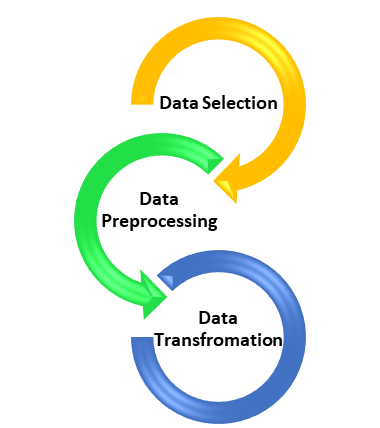 Data Selection
Data
Preprocessing
Data
Transfromation